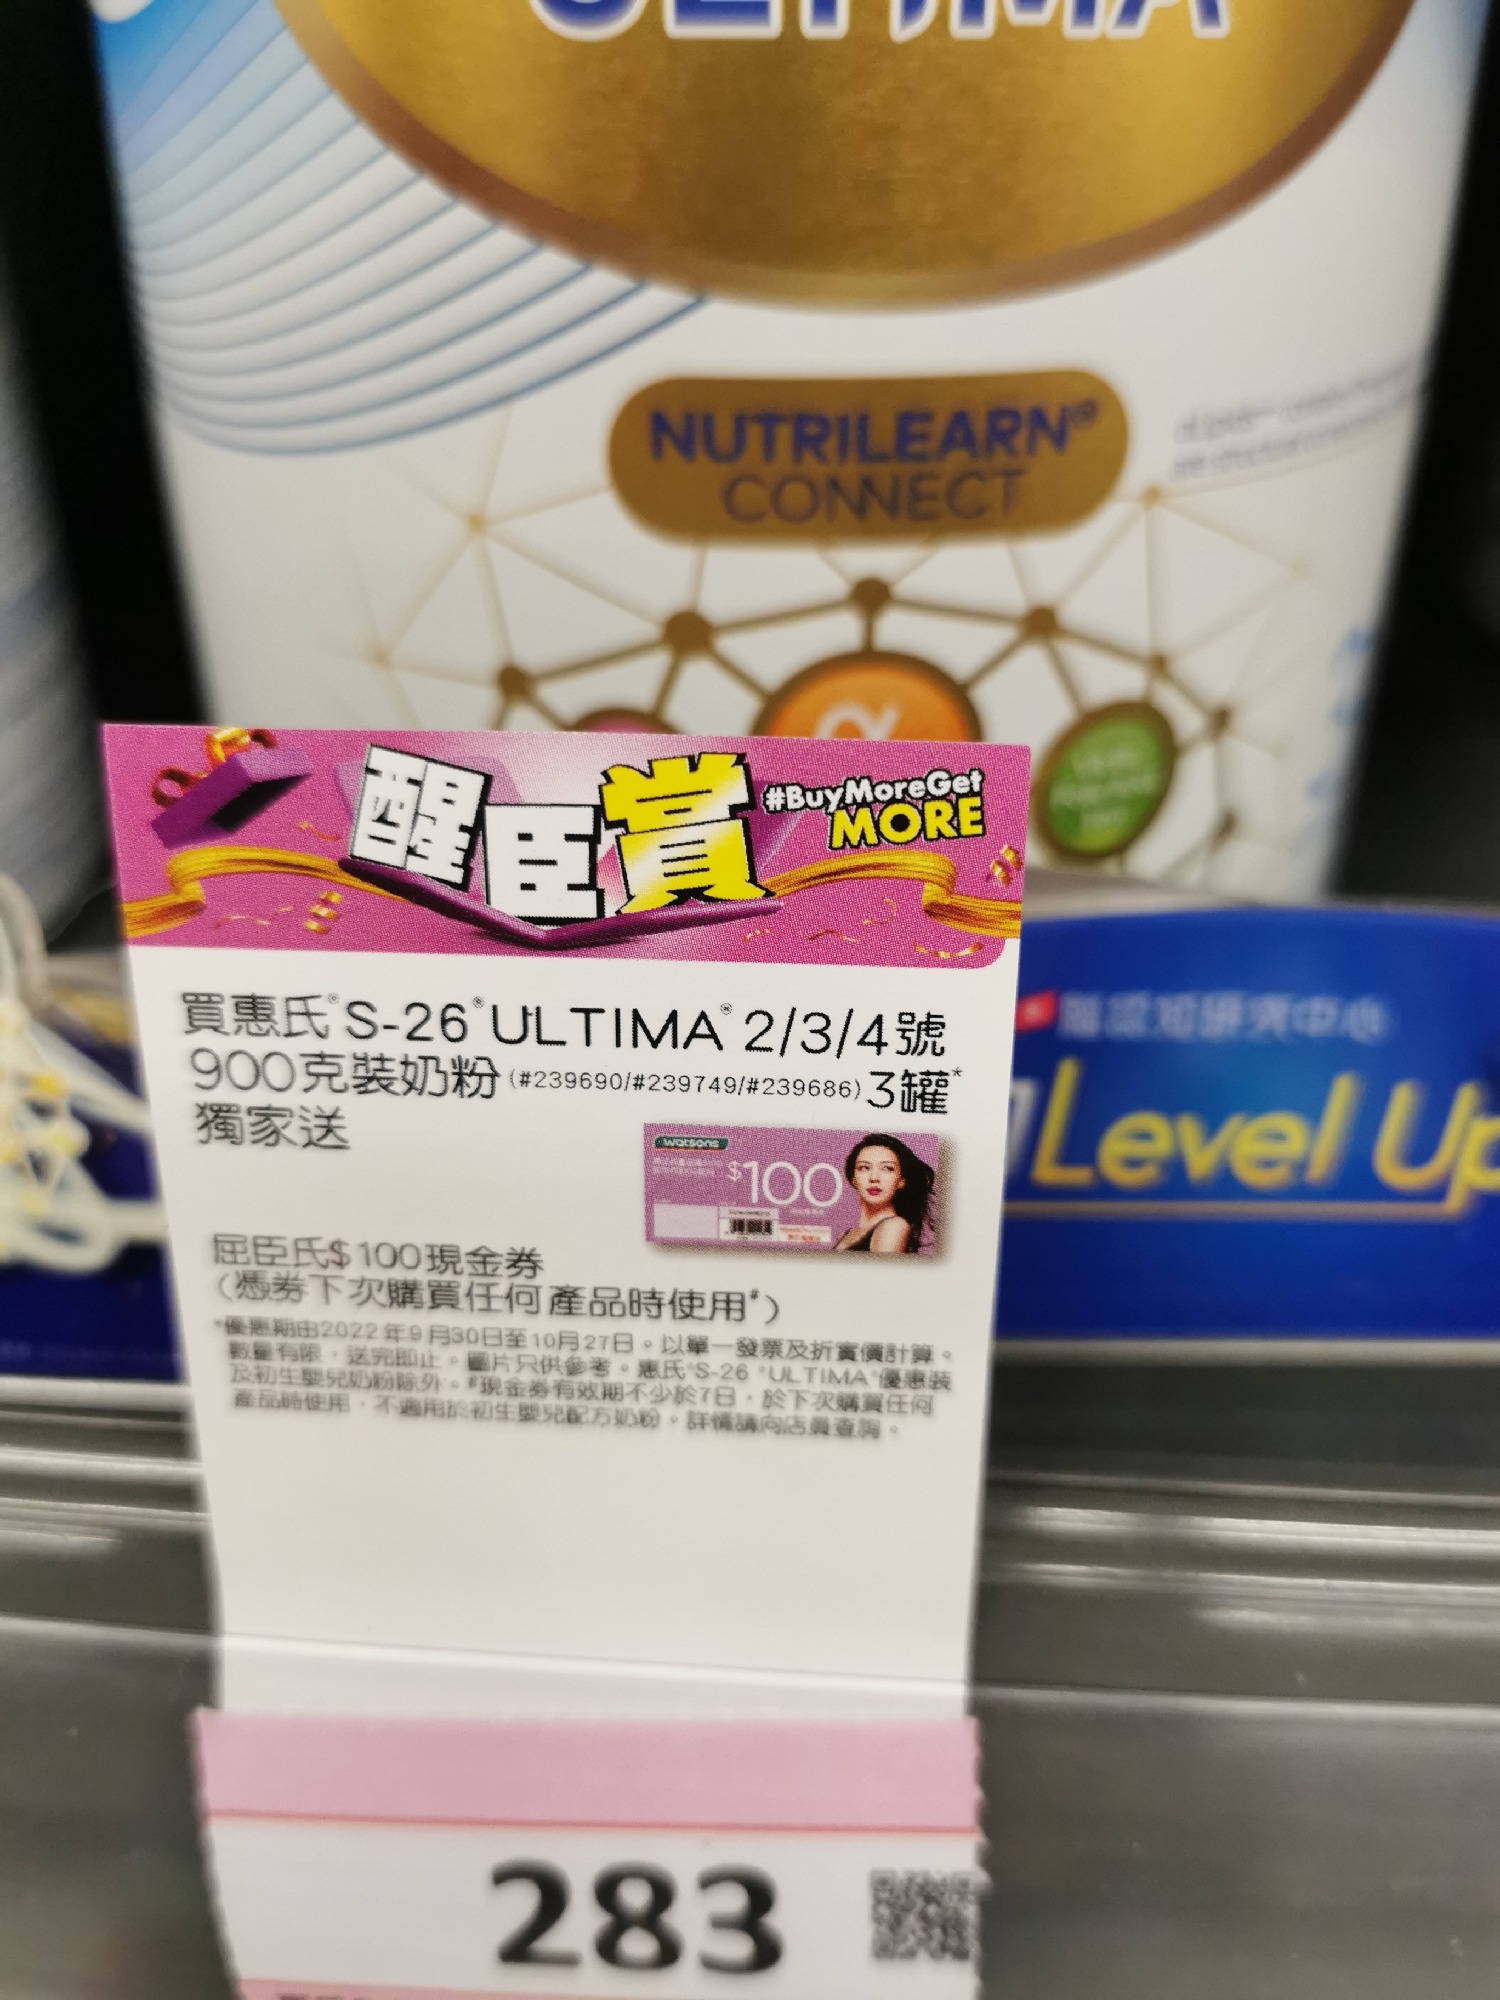 ULTIMA
NUTRILEARN®
CONNECT
α
醒臣賞
#BuyMoreGet
MORE
買惠氏®S-26®ULTIMA®2/3/4號
900克裝奶粉(#239690/#239749/#239686)3罐*
獨家送
watsons
$100
屈臣氏$100現金券
(憑券下次購買任何產品時使用#)
*優惠期由2022年9月30日至10月27日。以單一發票及折實價計算。
數量有限,送完即止。圖片只供參考。惠氏®S-26®ULTIMA®優惠裝
及初生嬰兒奶粉除外。#現金券有效期不少於7日,於下次購買任何
產品時使用,不適用於初生嬰兒配方奶粉。詳情請向店員查詢。
Level Up
283